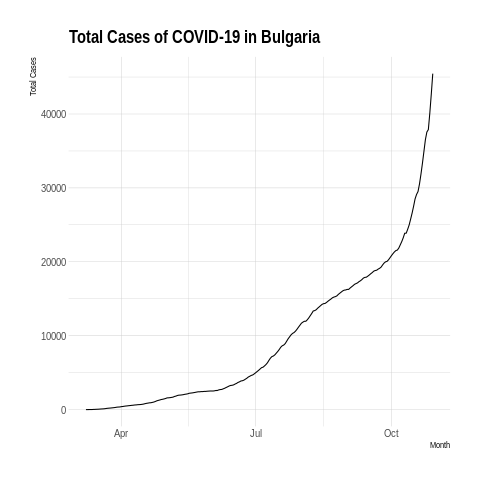 Total Cases of COVID-19 in Bulgaria
Total Cases
40000
30000
20000
10000
0
Apr
Jul
Oct
Month